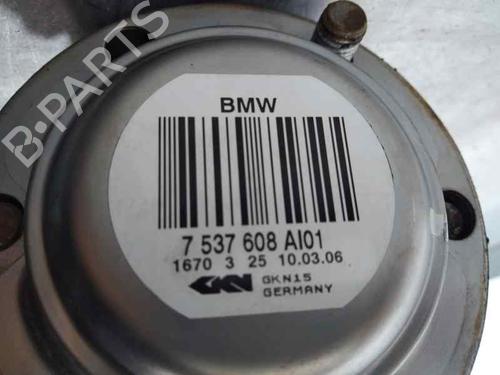 BMW
7 537 608 AI01
1670 3 25 10.03.06
GKN GKN15
GERMANY
B-PARTS